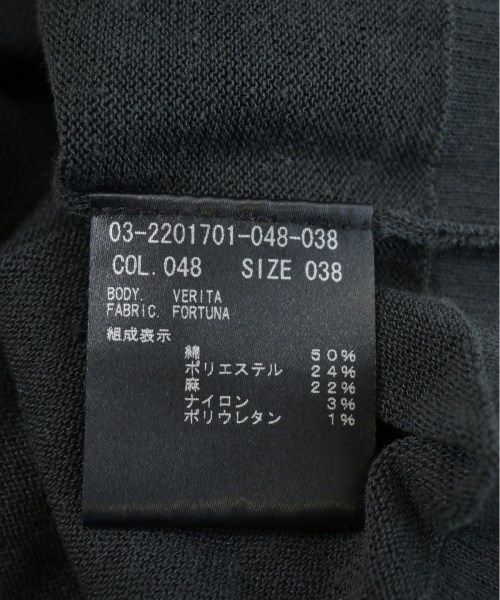 03-2201701-048-038
COL. 048 SIZE 038
BODY. VERITA
FABRIC. FORTUNA
組成表示
綿 50%
ポリエステル 24%
麻 22%
ナイロン 3%
ポリウレタン 1%